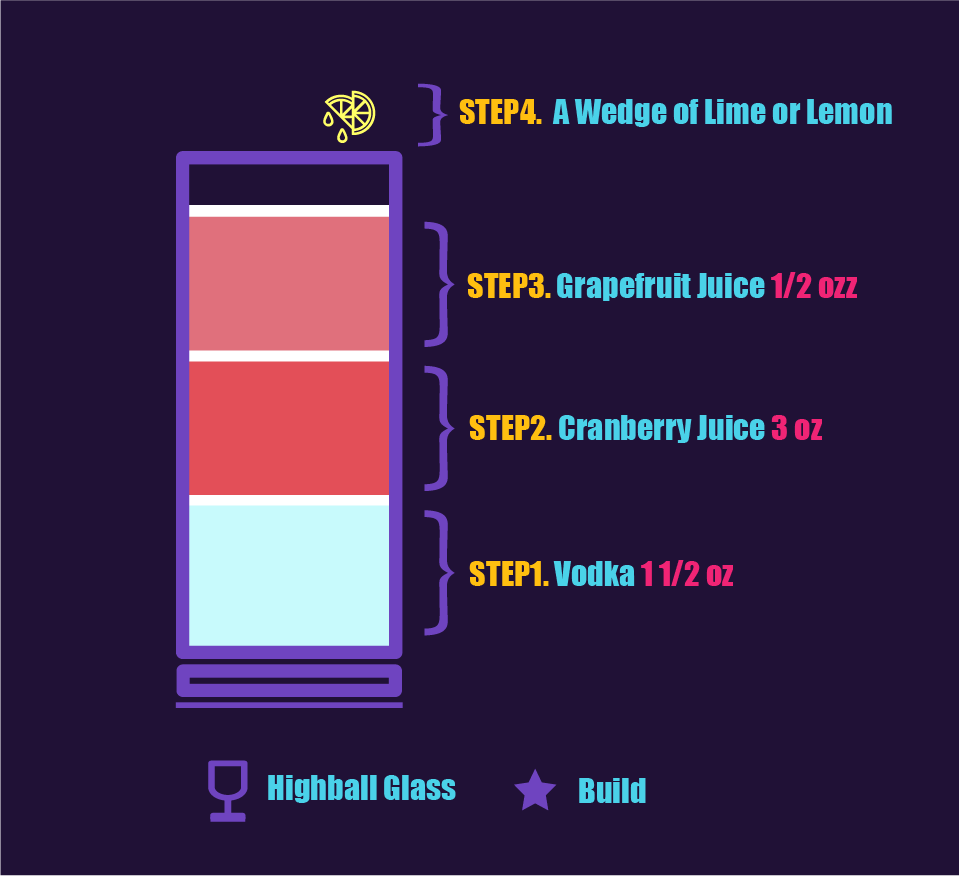 STEP4. A Wedge of Lime or Lemon
STEP3. Grapefruit Juice 1/2 ozz
STEP2. Cranberry Juice 3 oz
STEP1. Vodka 1 1/2 oz
Highball Glass
Build